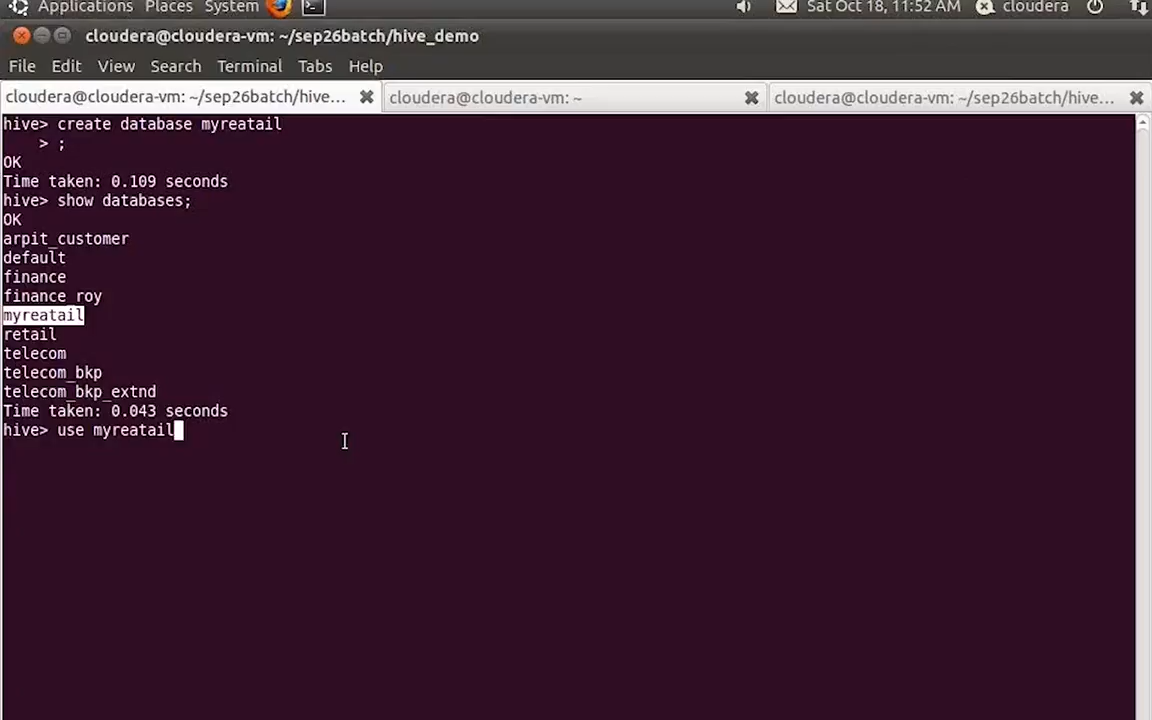 Applications Places System Sat Oct 18, 11:52 AM cloudera
cloudera@cloudera-vm: ~/sep26batch/hive_demo
File Edit View Search Terminal Tabs Help
cloudera@cloudera-vm: ~/sep26batch/hive... cloudera@cloudera-vm: ~ cloudera@cloudera-vm: ~/sep26batch/hive...
hive> create database myreatail
> ;
OK
Time taken: 0.109 seconds
hive> show databases;
OK
arpit_customer
default
finance
finance_roy
myreatail
retail
telecom
telecom_bkp
telecom_bkp_extnd
Time taken: 0.043 seconds
hive> use myreatail